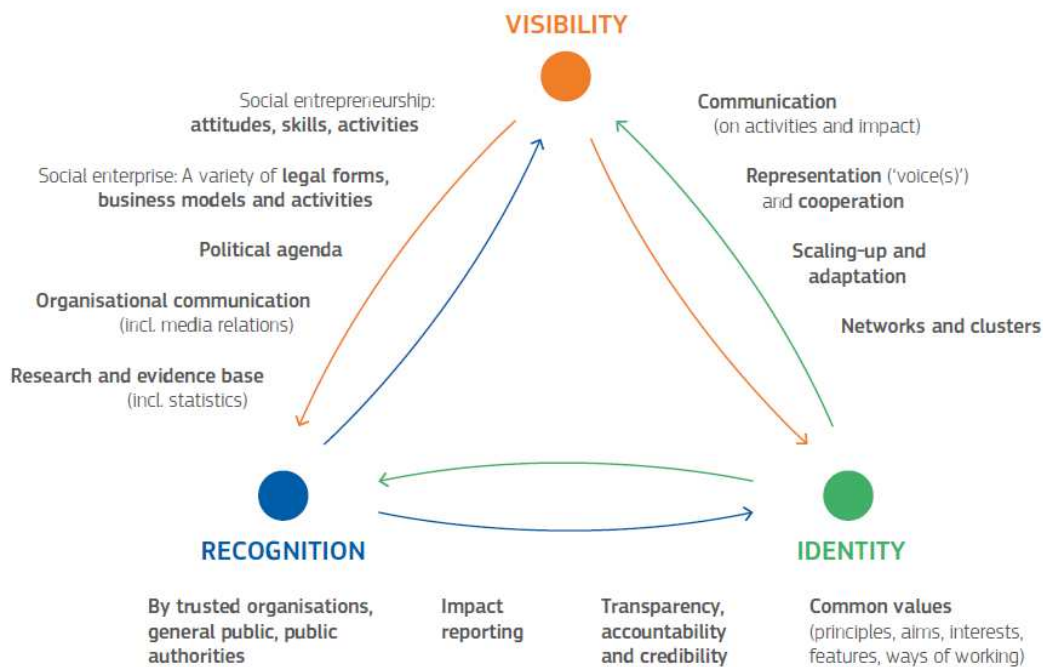 VISIBILITY
Social entrepreneurship:
attitudes, skills, activities
Social enterprise: A variety of legal forms,
business models and activities
Political agenda
Organisational communication
(incl. media relations)
Research and evidence base
(incl. statistics)
Communication
(on activities and impact)
Representation (‘voice(s)’)
and cooperation
Scaling-up and
adaptation
Networks and clusters
RECOGNITION
IDENTITY
By trusted organisations,
general public, public
authorities
Impact
reporting
Transparency,
accountability
and credibility
Common values
(principles, aims, interests,
features, ways of working)